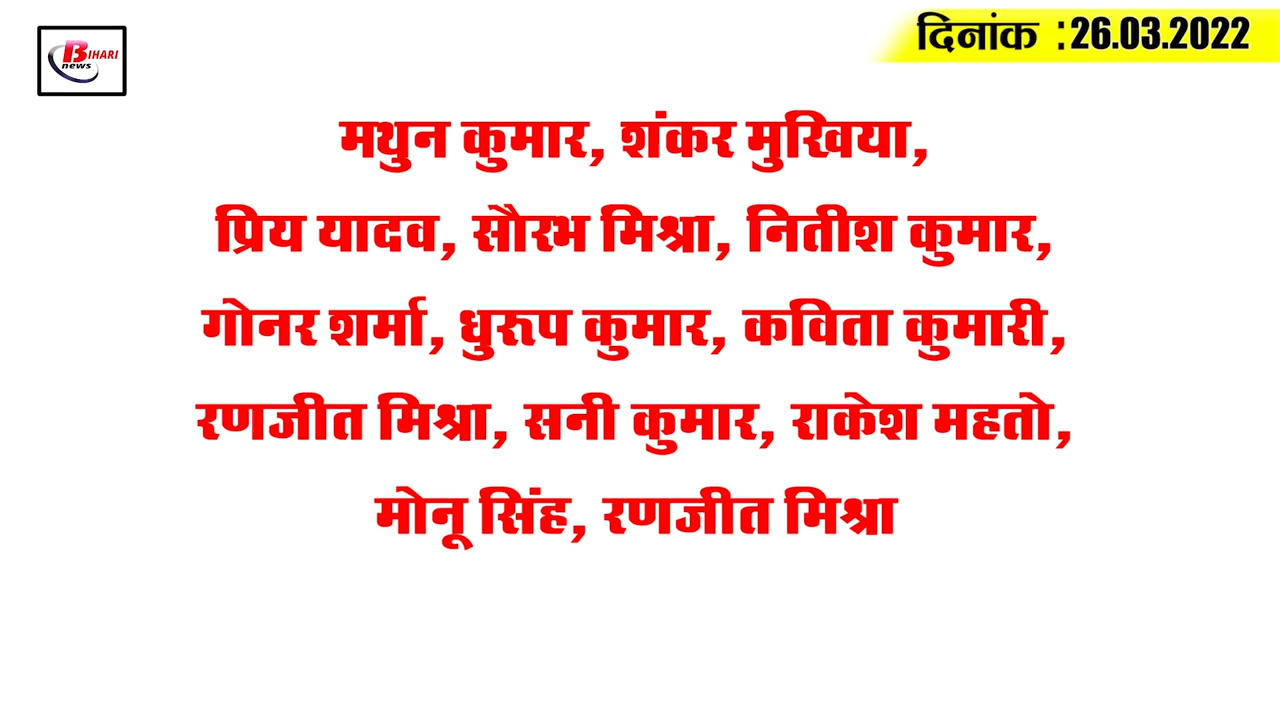 BIHARI
news
दिनांक :26.03.2022
मथुन कुमार, शंकर मुखिया,
प्रिय यादव, सौरभ मिश्रा, नितीश कुमार,
गोनर शर्मा, धुरूप कुमार, कविता कुमारी,
रणजीत मिश्रा, सनी कुमार, राकेश महतो,
मोनू सिंह, रणजीत मिश्रा